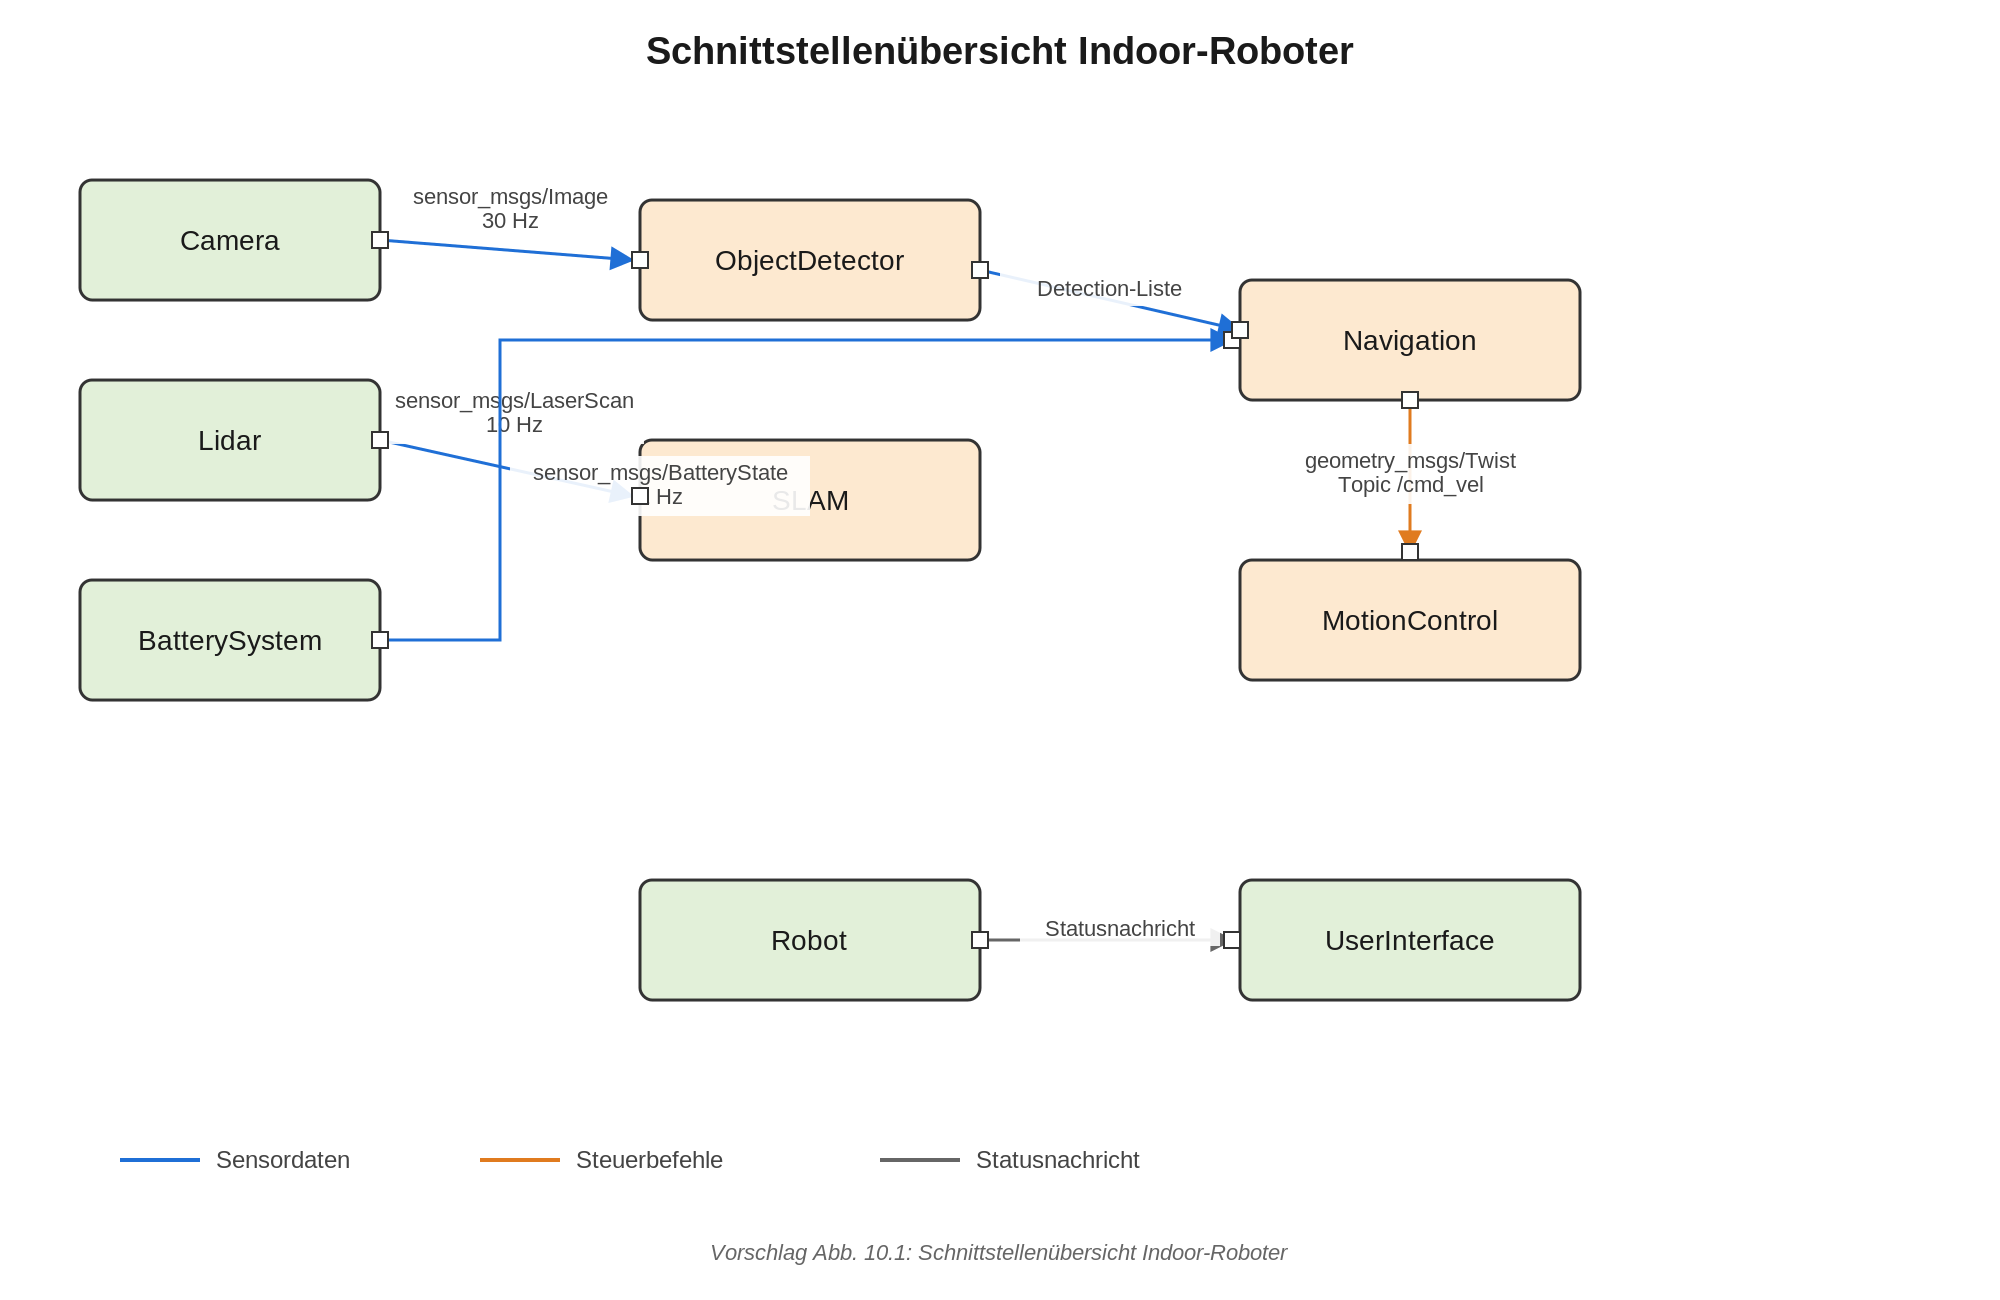 Schnittstellenübersicht Indoor-Roboter
Camera
sensor_msgs/Image
30 Hz
ObjectDetector
Detection-Liste
Navigation
Lidar
sensor_msgs/LaserScan
10 Hz
sensor_msgs/BatteryState
Hz
SLAM
geometry_msgs/Twist
Topic /cmd_vel
BatterySystem
MotionControl
Robot
Statusnachricht
UserInterface
Sensordaten
Steuerbefehle
Statusnachricht
Vorschlag Abb. 10.1: Schnittstellenübersicht Indoor-Roboter